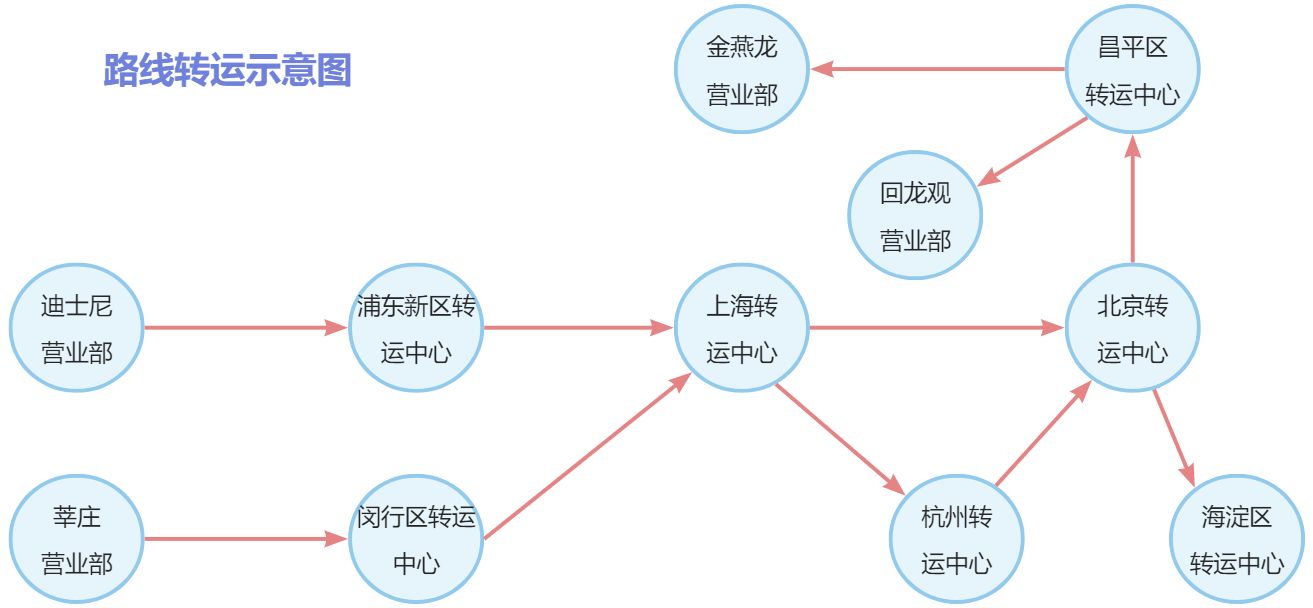 路线转运示意图
金燕龙
营业部
昌平区
转运中心
回龙观
营业部
迪士尼
营业部
浦东新区转
运中心
上海转
运中心
北京转
运中心
莘庄
营业部
闵行区转运
中心
杭州转
运中心
海淀区
转运中心